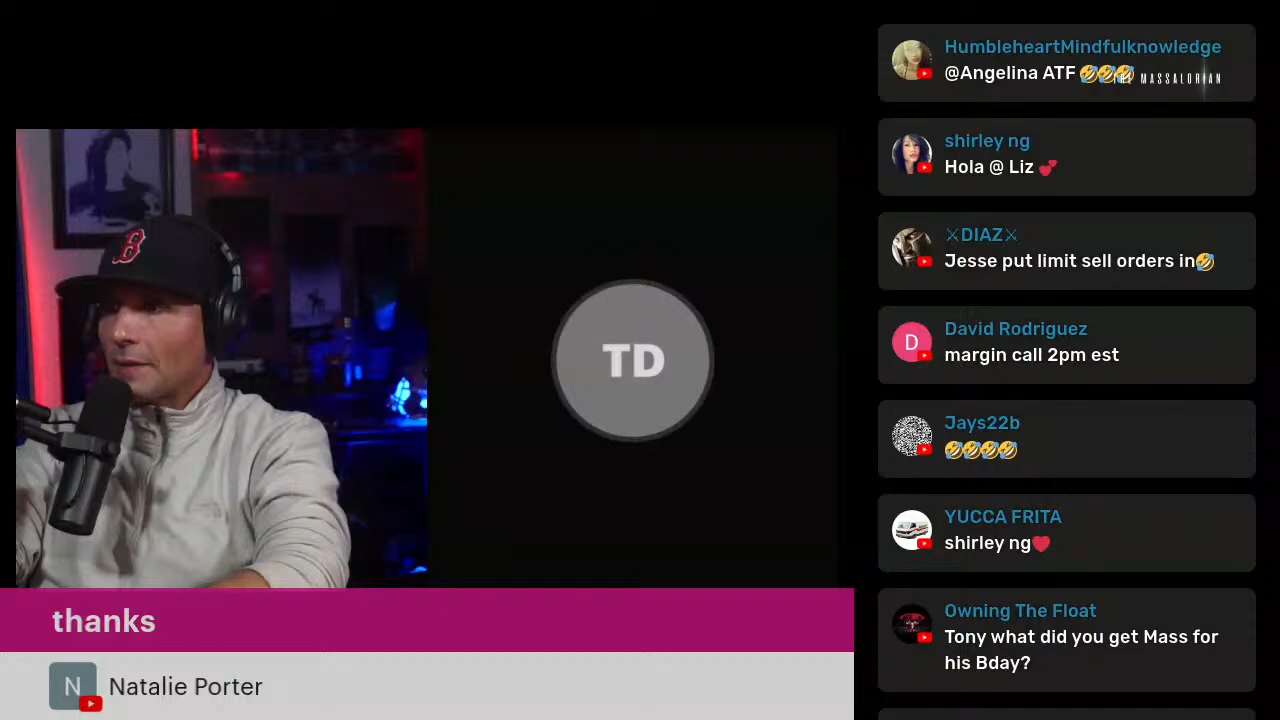 B
TD
thanks
N Natalie Porter
HumbleheartMindfulknowledge
@Angelina ATF 🤣🤣🤣
THE MASSALORIAN
shirley ng
Hola @ Liz 💕
⚔DIAZ⚔
Jesse put limit sell orders in🤣
D David Rodriguez
margin call 2pm est
Jays22b
🤣🤣🤣🤣
YUCCA FRITA
shirley ng❤️
Owning The Float
Tony what did you get Mass for
his Bday?